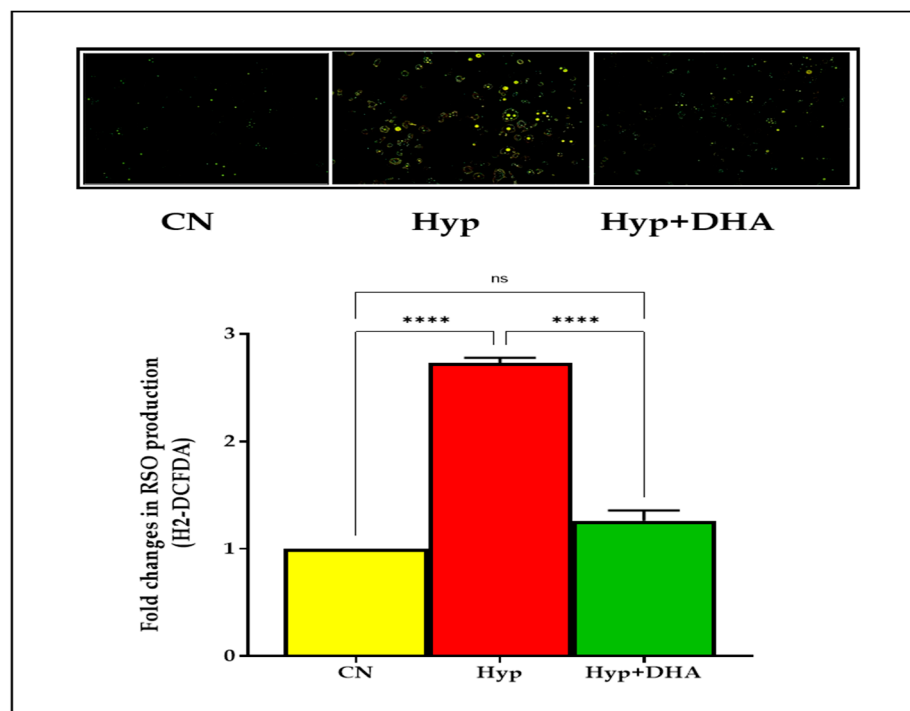 CN Hyp Hyp+DHA
ns
**** ****
3
2
1
0
Fold changes in RSO production
(H2-DCFDA)
CN Hyp Hyp+DHA